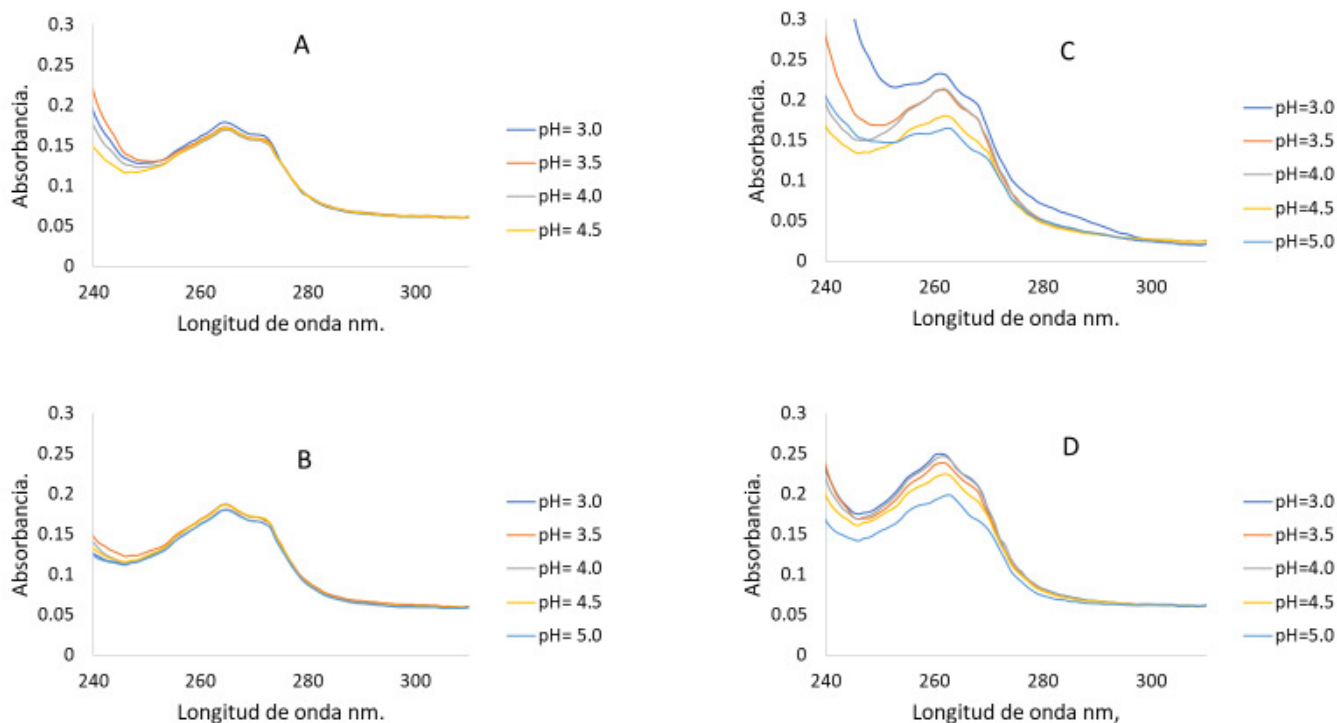 A
0.3
0.25
0.2
0.15
0.1
0.05
0
Absorbancia.
240
260
280
300
Longitud de onda nm.
pH= 3.0
pH= 3.5
pH= 4.0
pH= 4.5
C
0.3
0.25
0.2
0.15
0.1
0.05
0
Absorbancia.
240
260
280
300
Longitud de onda nm.
pH=3.0
pH=3.5
pH=4.0
pH=4.5
pH=5.0
B
0.3
0.25
0.2
0.15
0.1
0.05
0
Absorbancia.
240
260
280
300
Longitud de onda nm.
pH= 3.0
pH= 3.5
pH= 4.0
pH= 4.5
pH= 5.0
D
0.3
0.25
0.2
0.15
0.1
0.05
0
Absorbancia.
240
260
280
300
Longitud de onda nm,
pH=3.0
pH=3.5
pH=4.0
pH=4.5
pH=5.0